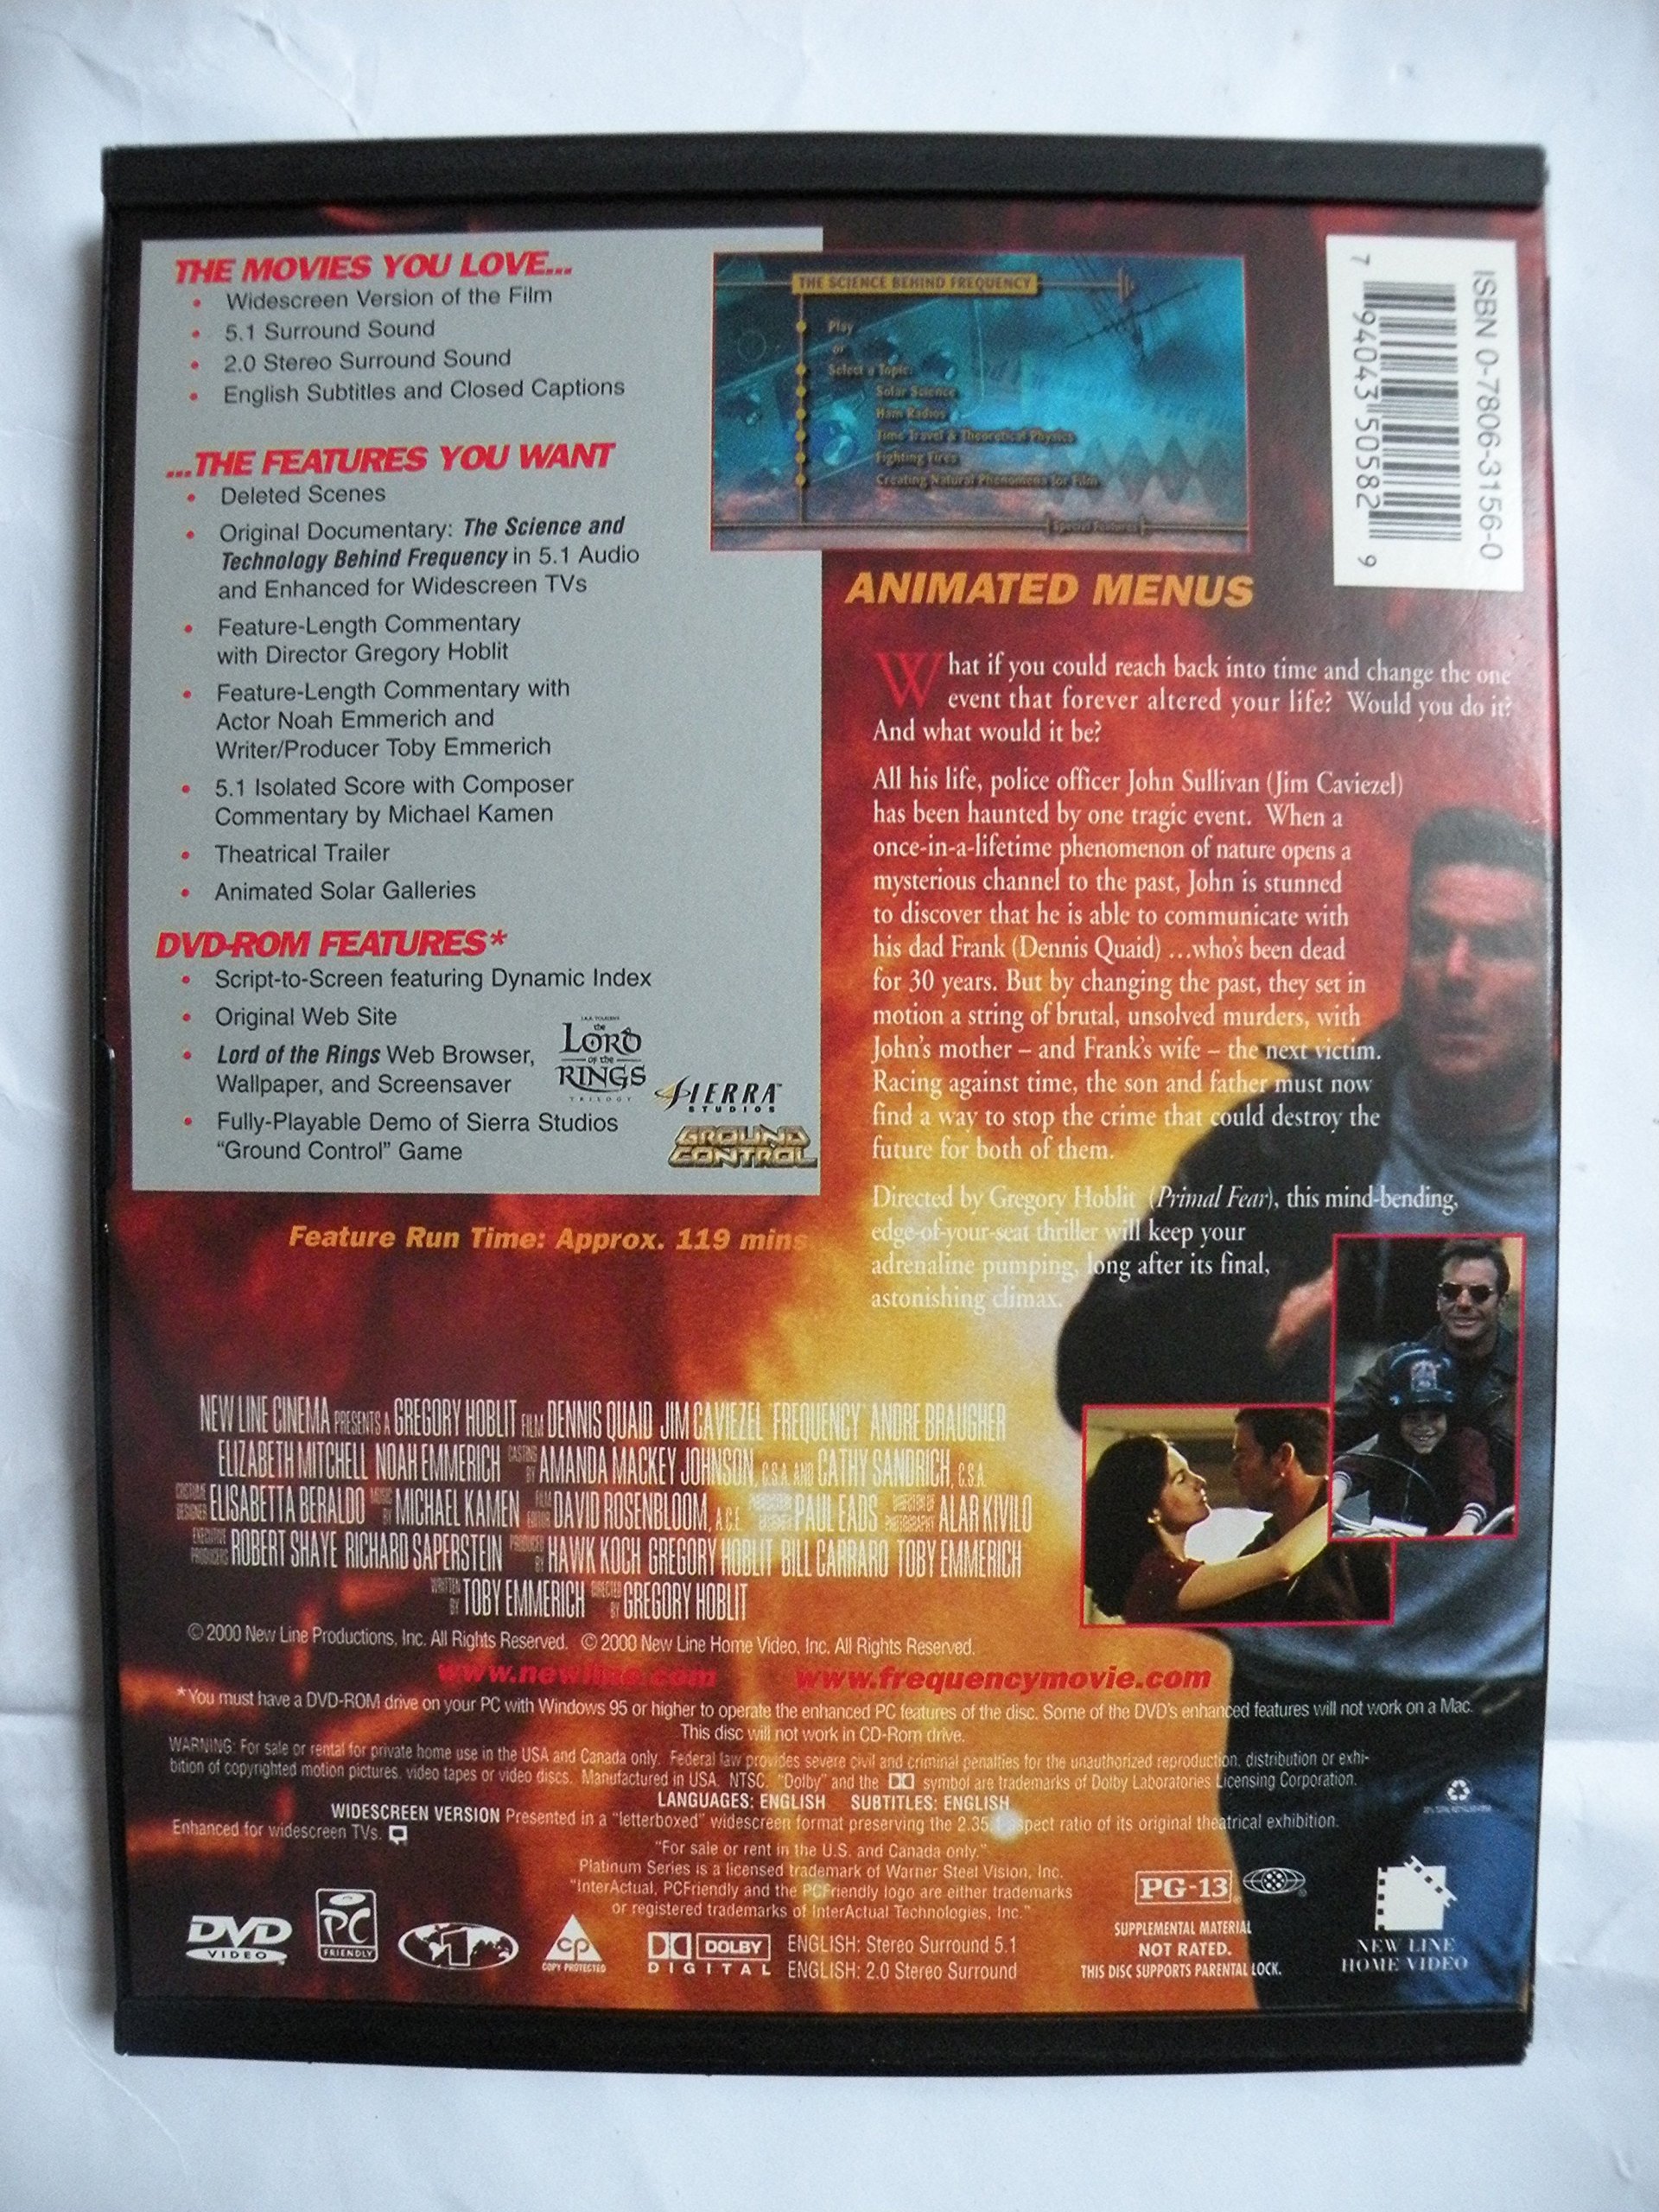 THE MOVIES YOU LOVE...
• Widescreen Version of the Film
• 5.1 Surround Sound
• 2.0 Stereo Surround Sound
• English Subtitles and Closed Captions
...THE FEATURES YOU WANT
• Deleted Scenes
• Original Documentary: The Science and
Technology Behind Frequency in 5.1 Audio
and Enhanced for Widescreen TVs
• Feature-Length Commentary
with Director Gregory Hoblit
• Feature-Length Commentary with
Actor Noah Emmerich and
Writer/Producer Toby Emmerich
• 5.1 Isolated Score with Composer
Commentary by Michael Kamen
• Theatrical Trailer
• Animated Solar Galleries
DVD-ROM FEATURES*
• Script-to-Screen featuring Dynamic Index
• Original Web Site
• Lord of the Rings Web Browser,
Wallpaper, and Screensaver
• Fully-Playable Demo of Sierra Studios
"Ground Control" Game
the
LORD
OF THE
RINGS
TRILOGY
SIERRA™
STUDIOS
GROUND
CONTROL
Feature Run Time: Approx. 119 mins
THE SCIENCE BEHIND FREQUENCY
Play
or
Select a Topic:
Solar Science
Ham Radios
Time Travel & Theoretical Physics
Fighting Fires
Creating Natural Phenomena for Film
Special Features
ISBN 0-7806-3156-0
7 94043 50582 9
ANIMATED MENUS
What if you could reach back into time and change the one
event that forever altered your life? Would you do it?
And what would it be?
All his life, police officer John Sullivan (Jim Caviezel)
has been haunted by one tragic event. When a
once-in-a-lifetime phenomenon of nature opens a
mysterious channel to the past, John is stunned
to discover that he is able to communicate with
his dad Frank (Dennis Quaid) ...who's been dead
for 30 years. But by changing the past, they set in
motion a string of brutal, unsolved murders, with
John's mother – and Frank's wife – the next victim.
Racing against time, the son and father must now
find a way to stop the crime that could destroy the
future for both of them.
Directed by Gregory Hoblit (Primal Fear), this mind-bending,
edge-of-your-seat thriller will keep your
adrenaline pumping, long after its final,
astonishing climax.
NEW LINE CINEMA PRESENTS A GREGORY HOBLIT FILM DENNIS QUAID JIM CAVIEZEL "FREQUENCY" ANDRE BRAUGHER
ELIZABETH MITCHELL NOAH EMMERICH CASTING BY AMANDA MACKEY JOHNSON, C.S.A. AND CATHY SANDRICH, C.S.A.
COSTUME DESIGNER ELISABETTA BERALDO MUSIC BY MICHAEL KAMEN FILM EDITOR DAVID ROSENBLOOM, A.C.E. PRODUCTION DESIGNER PAUL EADS DIRECTOR OF PHOTOGRAPHY ALAR KIVILO
EXECUTIVE PRODUCERS ROBERT SHAYE RICHARD SAPERSTEIN PRODUCED BY HAWK KOCH GREGORY HOBLIT BILL CARRARO TOBY EMMERICH
WRITTEN BY TOBY EMMERICH DIRECTED BY GREGORY HOBLIT
©2000 New Line Productions, Inc. All Rights Reserved. ©2000 New Line Home Video, Inc. All Rights Reserved.
www.newline.com www.frequencymovie.com
*You must have a DVD-ROM drive on your PC with Windows 95 or higher to operate the enhanced PC features of the disc. Some of the DVD's enhanced features will not work on a Mac.
This disc will not work in CD-Rom drive.
WARNING: For sale or rental for private home use in the USA and Canada only. Federal law provides severe civil and criminal penalties for the unauthorized reproduction, distribution or exhi-
bition of copyrighted motion pictures, video tapes or video discs. Manufactured in USA. NTSC. "Dolby" and the symbol are trademarks of Dolby Laboratories Licensing Corporation.
LANGUAGES: ENGLISH SUBTITLES: ENGLISH
WIDESCREEN VERSION Presented in a "letterboxed" widescreen format preserving the 2.35:1 aspect ratio of its original theatrical exhibition.
Enhanced for widescreen TVs.
"For sale or rent in the U.S. and Canada only."
Platinum Series is a licensed trademark of Warner Steel Vision, Inc.
"InterActual, PCFriendly and the PCFriendly logo are either trademarks
or registered trademarks of InterActual Technologies, Inc."
DVD
VIDEO
PC
FRIENDLY
1
CP
COPY PROTECTED
DOLBY
DIGITAL
ENGLISH: Stereo Surround 5.1
ENGLISH: 2.0 Stereo Surround
PG-13
SUPPLEMENTAL MATERIAL
NOT RATED.
THIS DISC SUPPORTS PARENTAL LOCK.
NEW LINE
HOME VIDEO